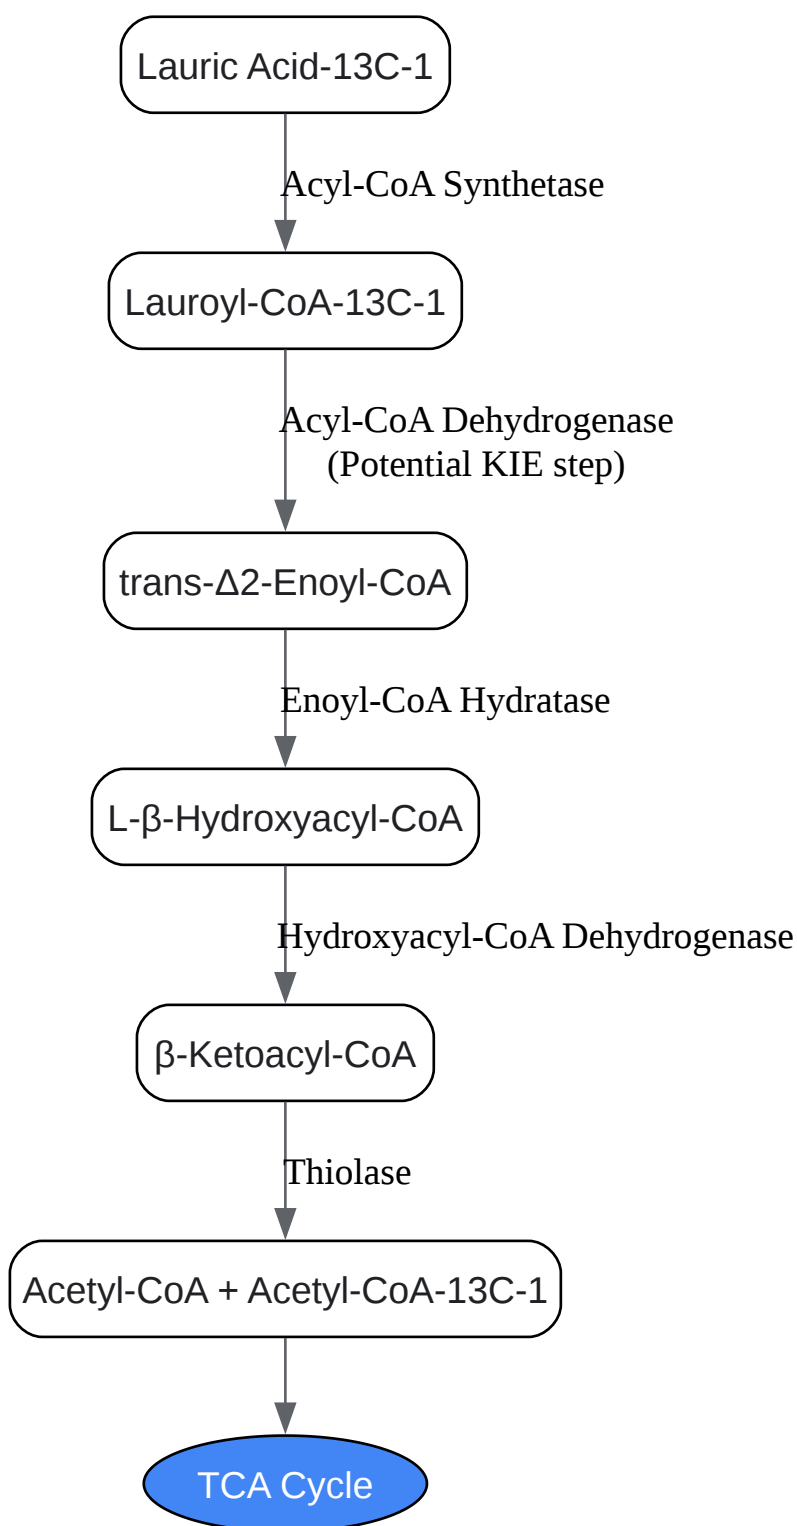 Lauric Acid-13C-1
Acyl-CoA Synthetase
Lauroyl-CoA-13C-1
Acyl-CoA Dehydrogenase
(Potential KIE step)
trans-Δ2-Enoyl-CoA
Enoyl-CoA Hydratase
L-β-Hydroxyacyl-CoA
Hydroxyacyl-CoA Dehydrogenase
β-Ketoacyl-CoA
Thiolase
Acetyl-CoA + Acetyl-CoA-13C-1
TCA Cycle